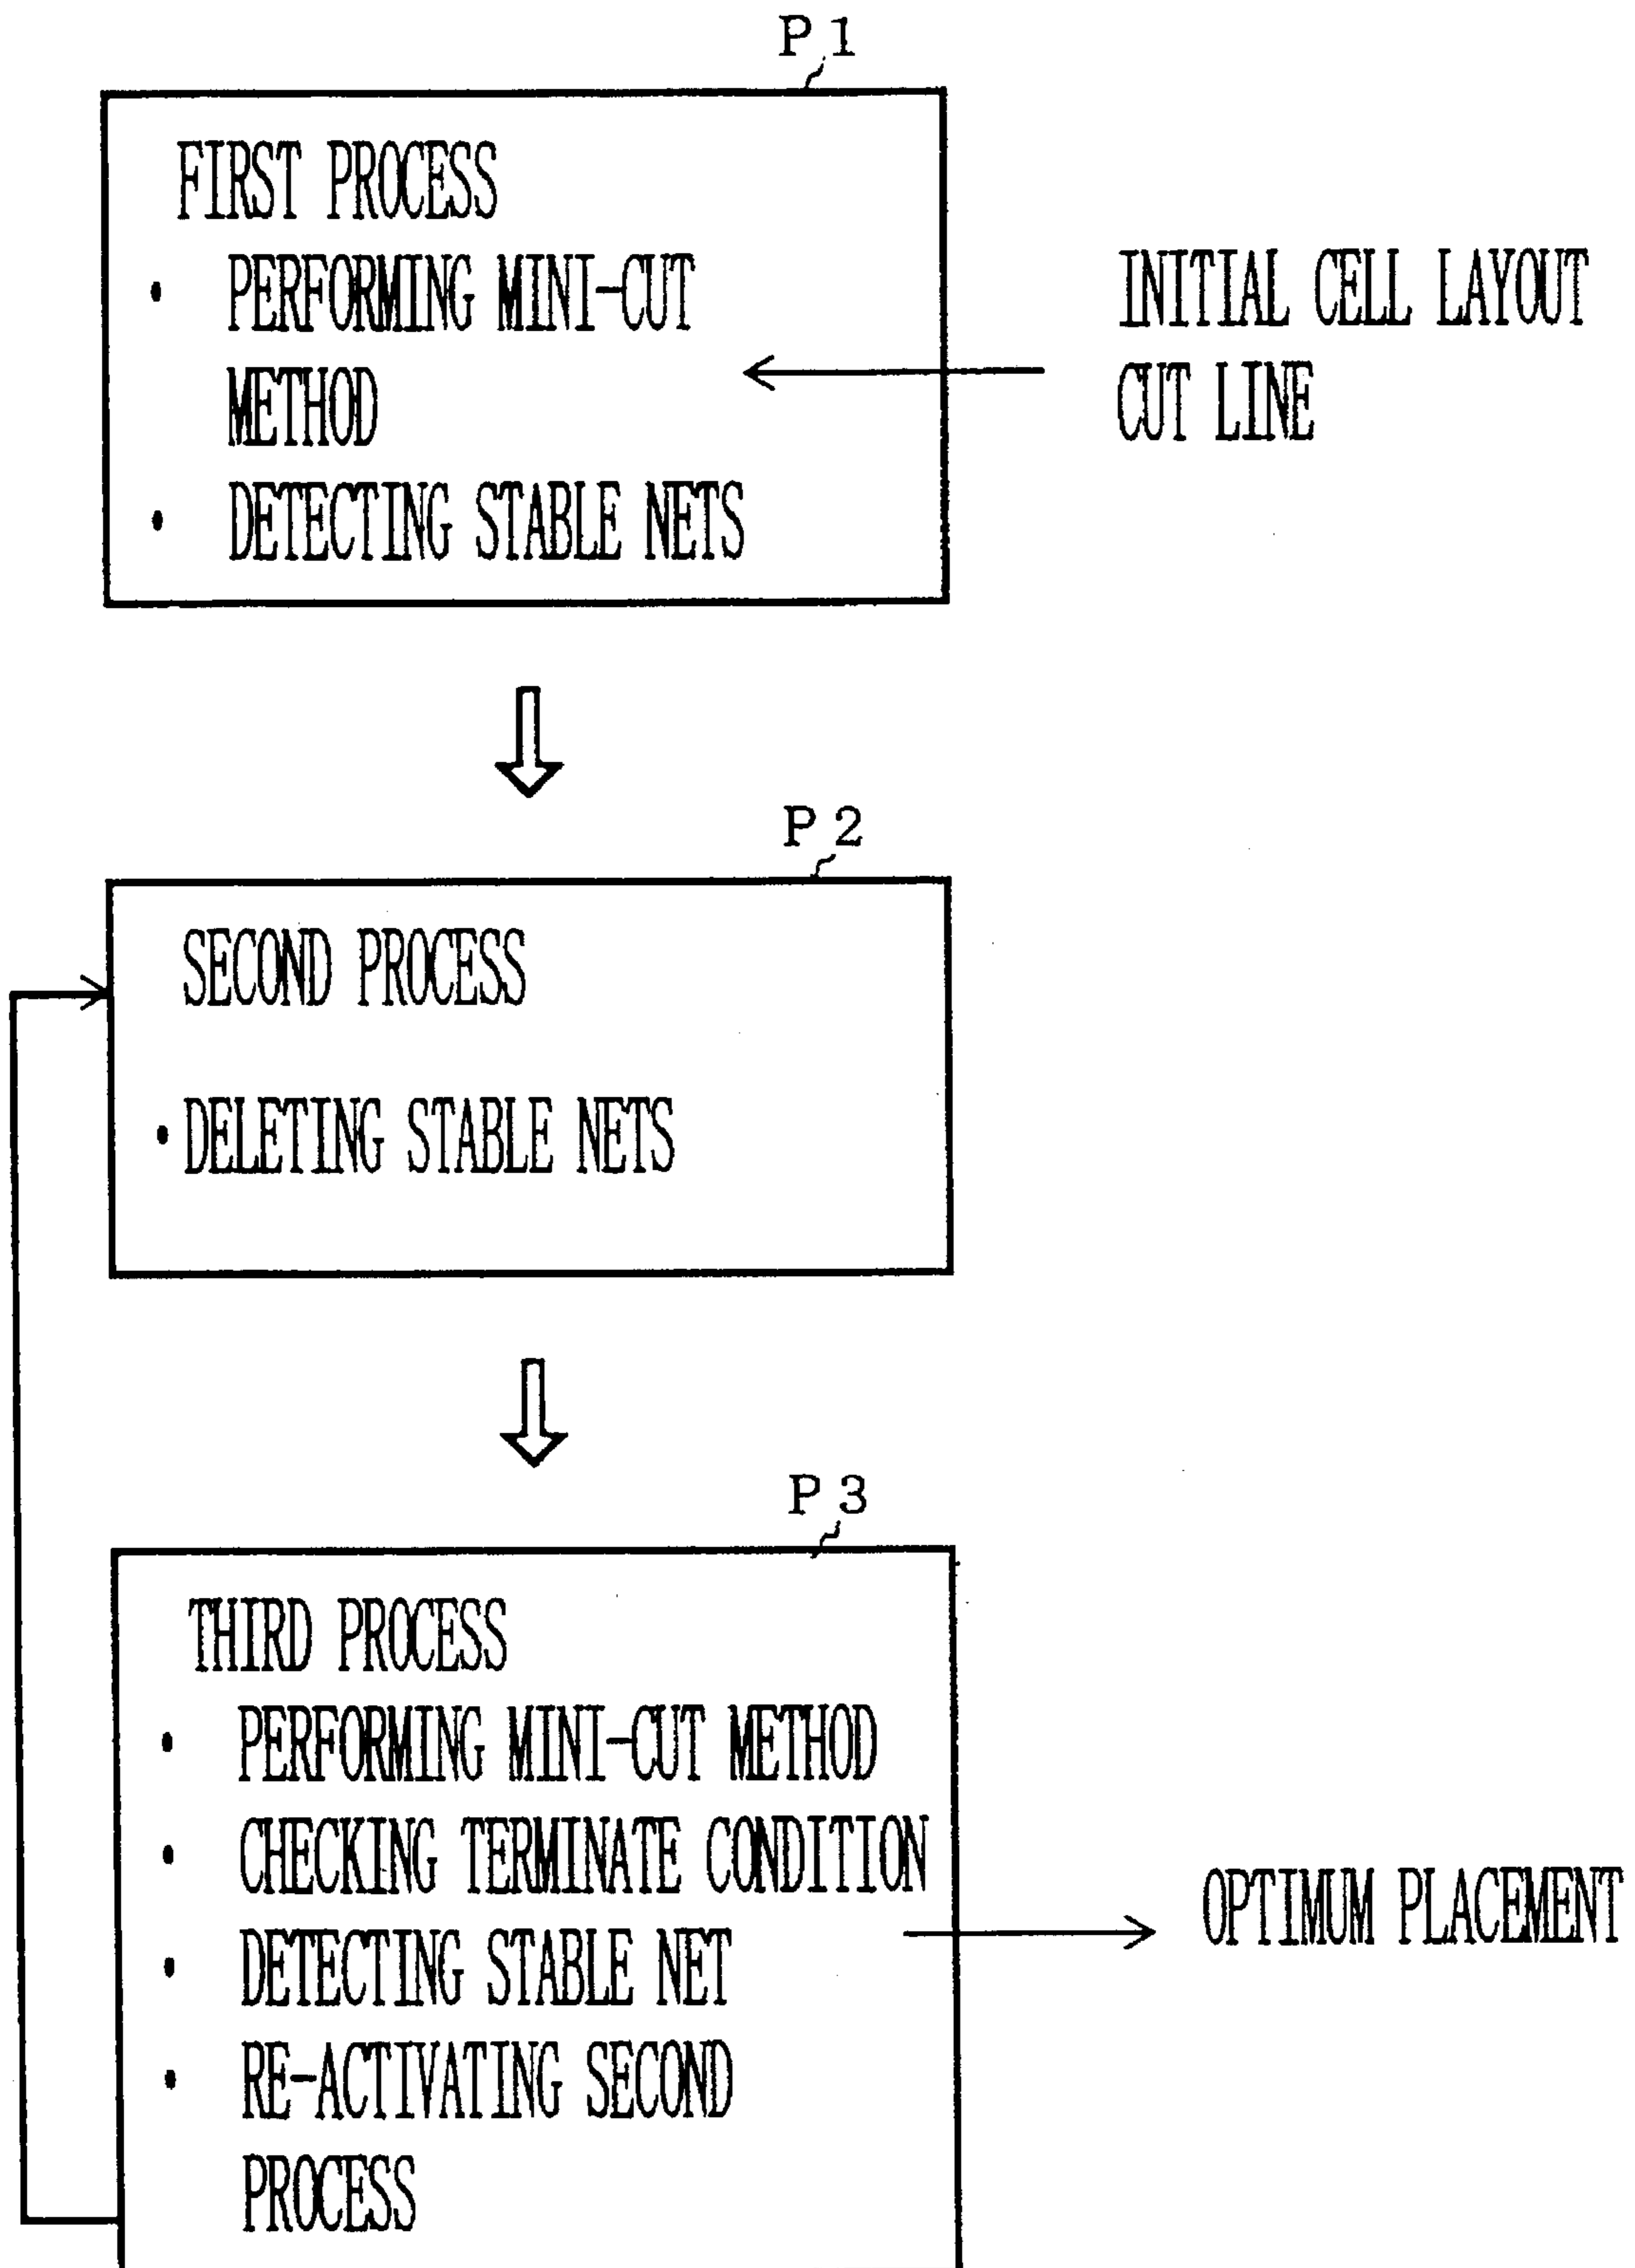 P1
FIRST PROCESS
• PERFORMING MINI-CUT
METHOD
• DETECTING STABLE NETS
INITIAL CELL LAYOUT
CUT LINE
P2
SECOND PROCESS
• DELETING STABLE NETS
P3
THIRD PROCESS
• PERFORMING MINI-CUT METHOD
• CHECKING TERMINATE CONDITION
• DETECTING STABLE NET
• RE-ACTIVATING SECOND
PROCESS
OPTIMUM PLACEMENT